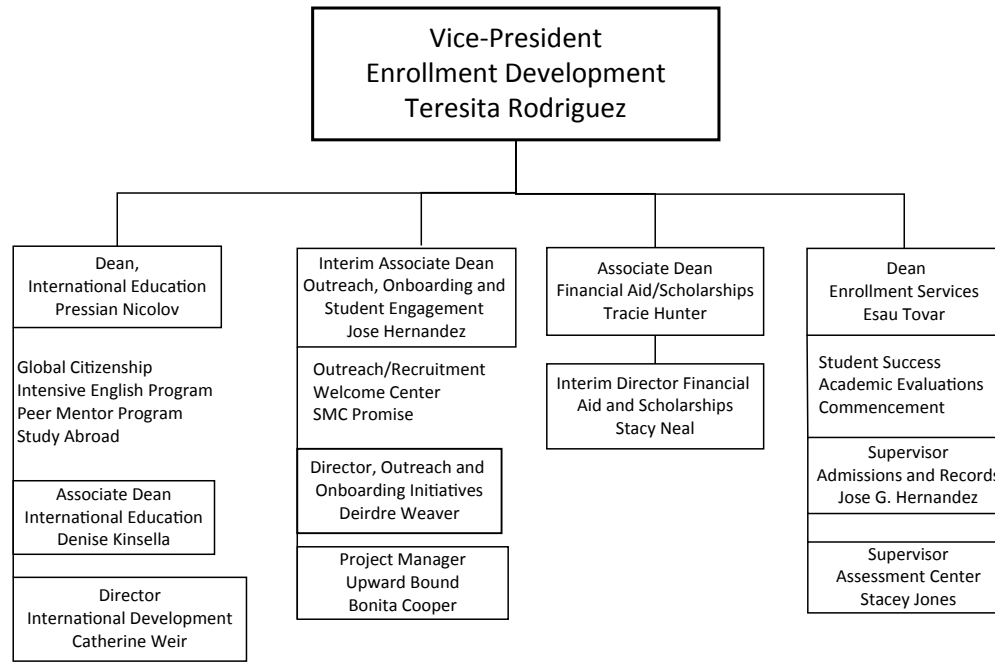 Vice-President
Enrollment Development
Teresita Rodriguez
Dean,
International Education
Pressian Nicolov
Global Citizenship
Intensive English Program
Peer Mentor Program
Study Abroad
Associate Dean
International Education
Denise Kinsella
Director
International Development
Catherine Weir
Interim Associate Dean
Outreach, Onboarding and
Student Engagement
Jose Hernandez
Outreach/Recruitment
Welcome Center
SMC Promise
Director, Outreach and
Onboarding Initiatives
Deirdre Weaver
Project Manager
Upward Bound
Bonita Cooper
Associate Dean
Financial Aid/Scholarships
Tracie Hunter
Interim Director Financial
Aid and Scholarships
Stacy Neal
Dean
Enrollment Services
Esau Tovar
Student Success
Academic Evaluations
Commencement
Supervisor
Admissions and Records
Jose G. Hernandez
Supervisor
Assessment Center
Stacey Jones